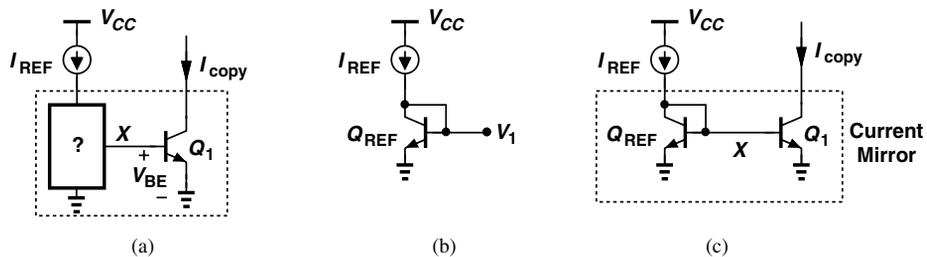 V_CC
I_REF
I_copy
?
X
+
V_BE
−
Q_1
(a)
V_CC
I_REF
Q_REF
V_1
(b)
V_CC
I_REF
I_copy
Q_REF
X
Q_1
Current
Mirror
(c)